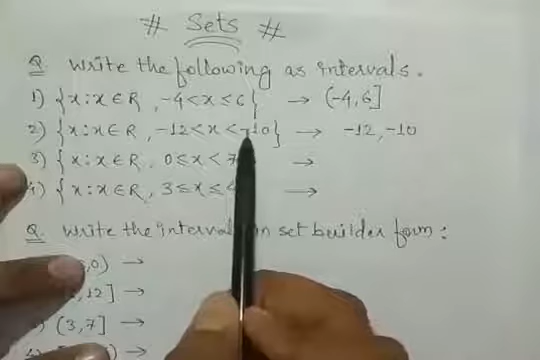 # Sets #
Q. Write the following as intervals.
1) {x : x ∈ R, -4 < x ≤ 6} → (-4, 6]
2) {x : x ∈ R, -12 < x < -10} → -12, -10
3) {x : x ∈ R, 0 ≤ x < 7 →
4) {x : x ∈ R, 3 ≤ x ≤ →
Q. Write the interval in set builder form :
, 0) →
12] →
) (3, 7] →